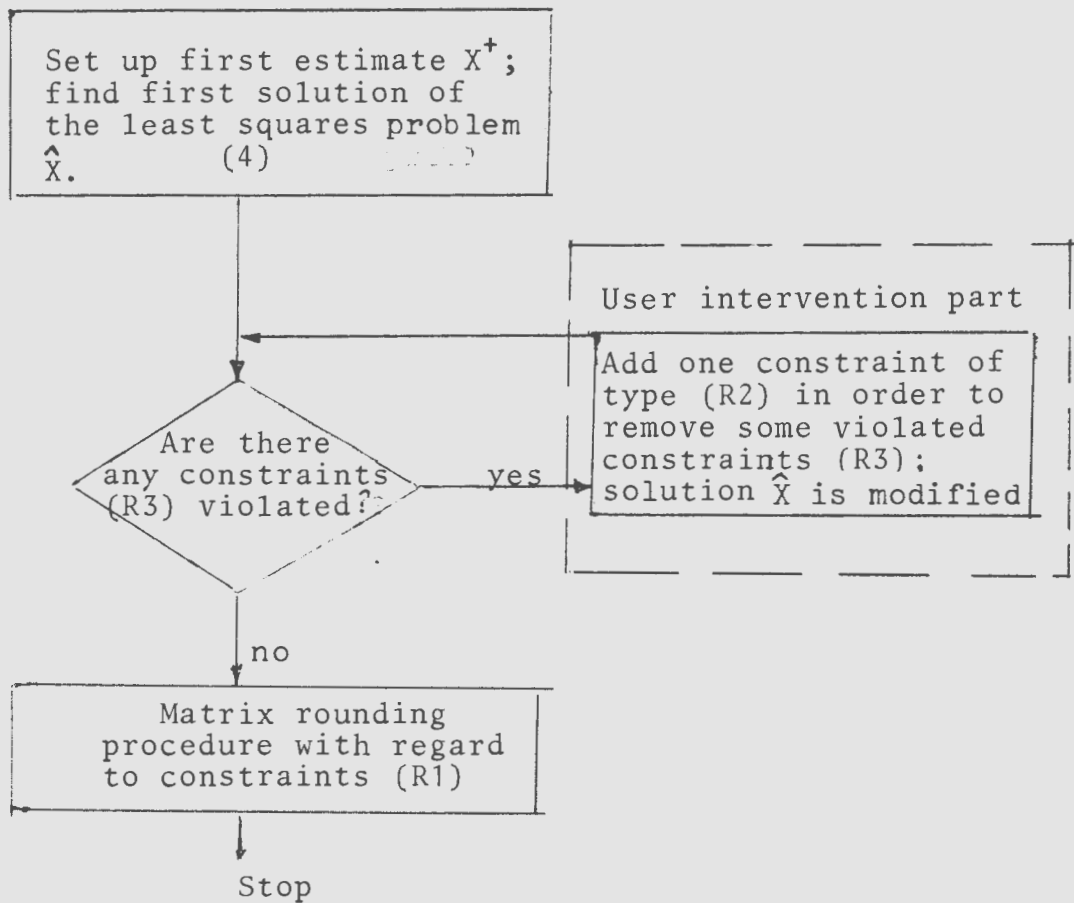 Set up first estimate X⁺;
find first solution of
the least squares problem
X̂. (4)
User intervention part
Add one constraint of
type (R2) in order to
remove some violated
constraints (R3);
solution X̂ is modified
Are there
any constraints
(R3) violated?
yes
no
Matrix rounding
procedure with regard
to constraints (R1)
Stop